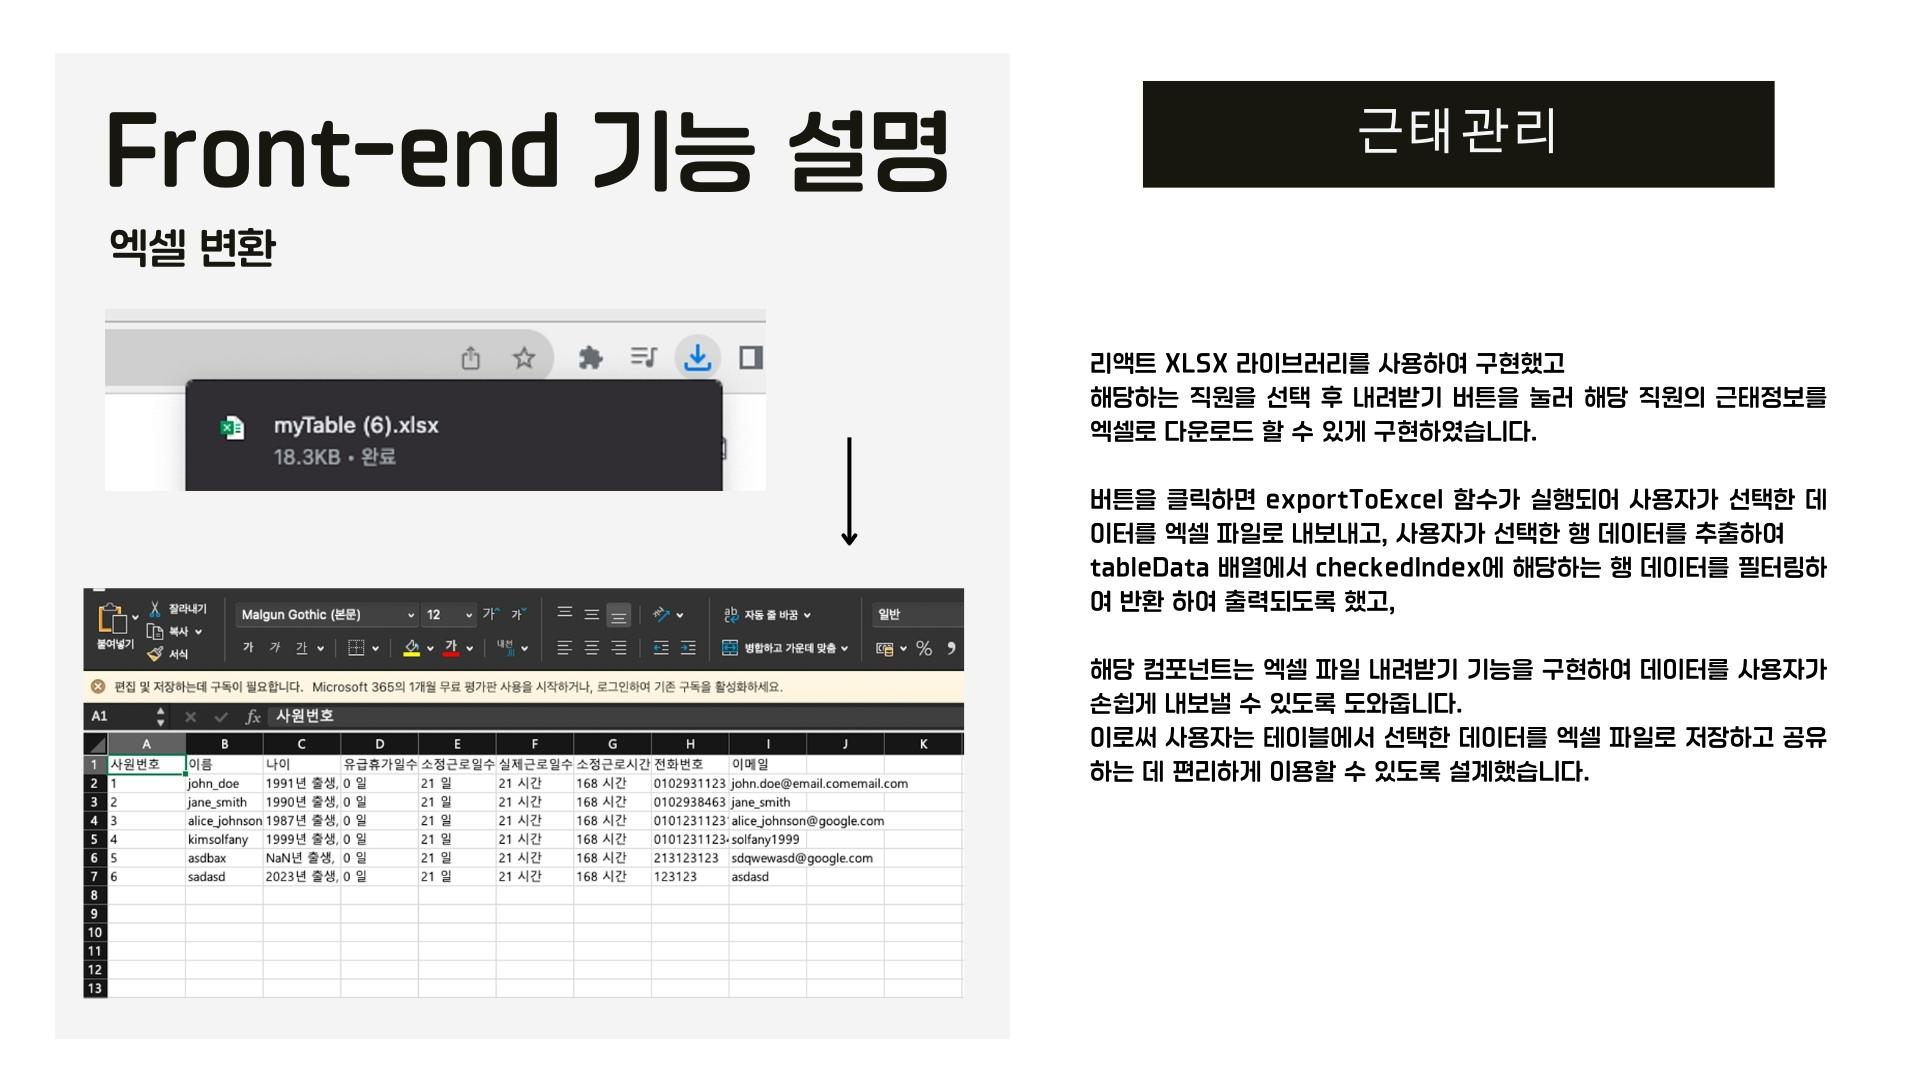 Front-end 기능 설명
엑셀 변환
myTable (6).xlsx
18.3KB • 완료
잘라내기
복사
붙여넣기
서식
Malgun Gothic (본문)
12
가
가
가 가 가
가
내천
자동 줄 바꿈
병합하고 가운데 맞춤
일반
%
편집 및 저장하는데 구독이 필요합니다. Microsoft 365의 1개월 무료 평가판 사용을 시작하거나, 로그인하여 기존 구독을 활성화하세요.
A1 fx 사원번호
A B C D E F G H I J K
1 사원번호 이름 나이 유급휴가일수 소정근로일수 실제근로일수 소정근로시간 전화번호 이메일
2 1 john_doe 1991년 출생, 0 일 21 일 21 시간 168 시간 0102931123 john.doe@email.comemail.com
3 2 jane_smith 1990년 출생, 0 일 21 일 21 시간 168 시간 0102938463 jane_smith
4 3 alice_johnson 1987년 출생, 0 일 21 일 21 시간 168 시간 0101231123 alice_johnson@google.com
5 4 kimsolfany 1999년 출생, 0 일 21 일 21 시간 168 시간 0101231123 solfany1999
6 5 asdbax NaN년 출생, 0 일 21 일 21 시간 168 시간 213123123 sdqwewasd@google.com
7 6 sadasd 2023년 출생, 0 일 21 일 21 시간 168 시간 123123 asdasd
8
9
10
11
12
13
근태관리
리액트 XLSX 라이브러리를 사용하여 구현했고
해당하는 직원을 선택 후 내려받기 버튼을 눌러 해당 직원의 근태정보를
엑셀로 다운로드 할 수 있게 구현하였습니다.
버튼을 클릭하면 exportToExcel 함수가 실행되어 사용자가 선택한 데
이터를 엑셀 파일로 내보내고, 사용자가 선택한 행 데이터를 추출하여
tableData 배열에서 checkedIndex에 해당하는 행 데이터를 필터링하
여 반환 하여 출력되도록 했고,
해당 컴포넌트는 엑셀 파일 내려받기 기능을 구현하여 데이터를 사용자가
손쉽게 내보낼 수 있도록 도와줍니다.
이로써 사용자는 테이블에서 선택한 데이터를 엑셀 파일로 저장하고 공유
하는 데 편리하게 이용할 수 있도록 설계했습니다.